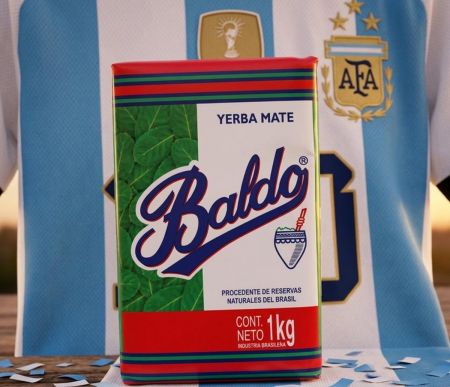 AFA
YERBA MATE
Baldo®
PROCEDENTE DE RESERVAS
NATURALES DEL BRASIL
CONT.
NETO 1kg
INDUSTRIA BRASILEÑA